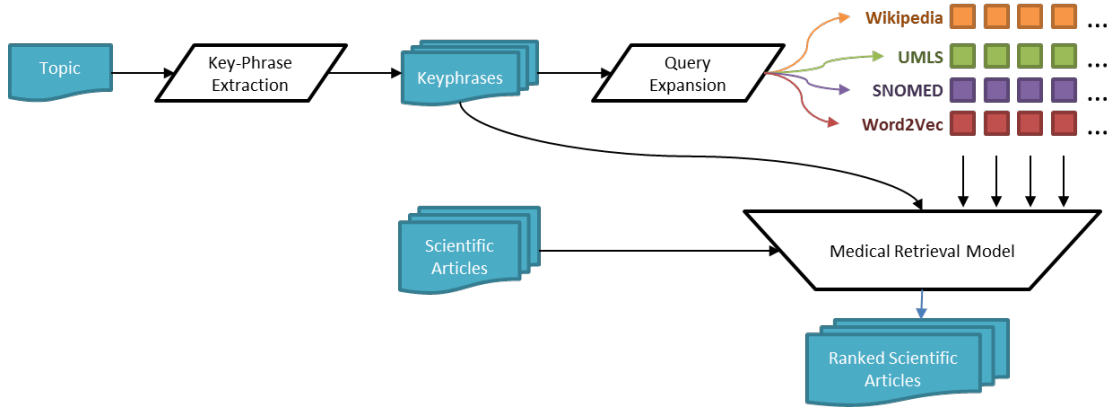 Topic
Key-Phrase
Extraction
Keyphrases
Query
Expansion
Wikipedia ...
UMLS ...
SNOMED ...
Word2Vec ...
Scientific
Articles
Medical Retrieval Model
Ranked Scientific
Articles